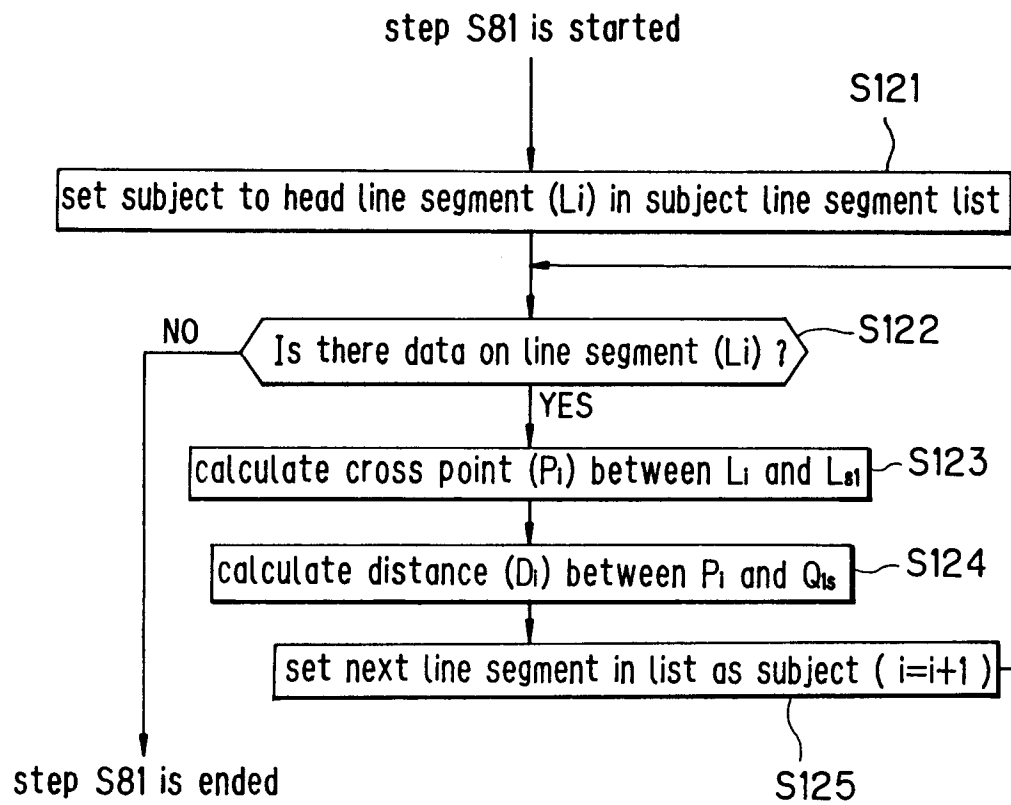 step S81 is started
S121
set subject to head line segment (Li) in subject line segment list
NO
Is there data on line segment (Li) ?
S122
YES
calculate cross point (Pi) between Li and Ls1
S123
calculate distance (Di) between Pi and Q1s
S124
set next line segment in list as subject ( i=i+1 )
step S81 is ended
S125